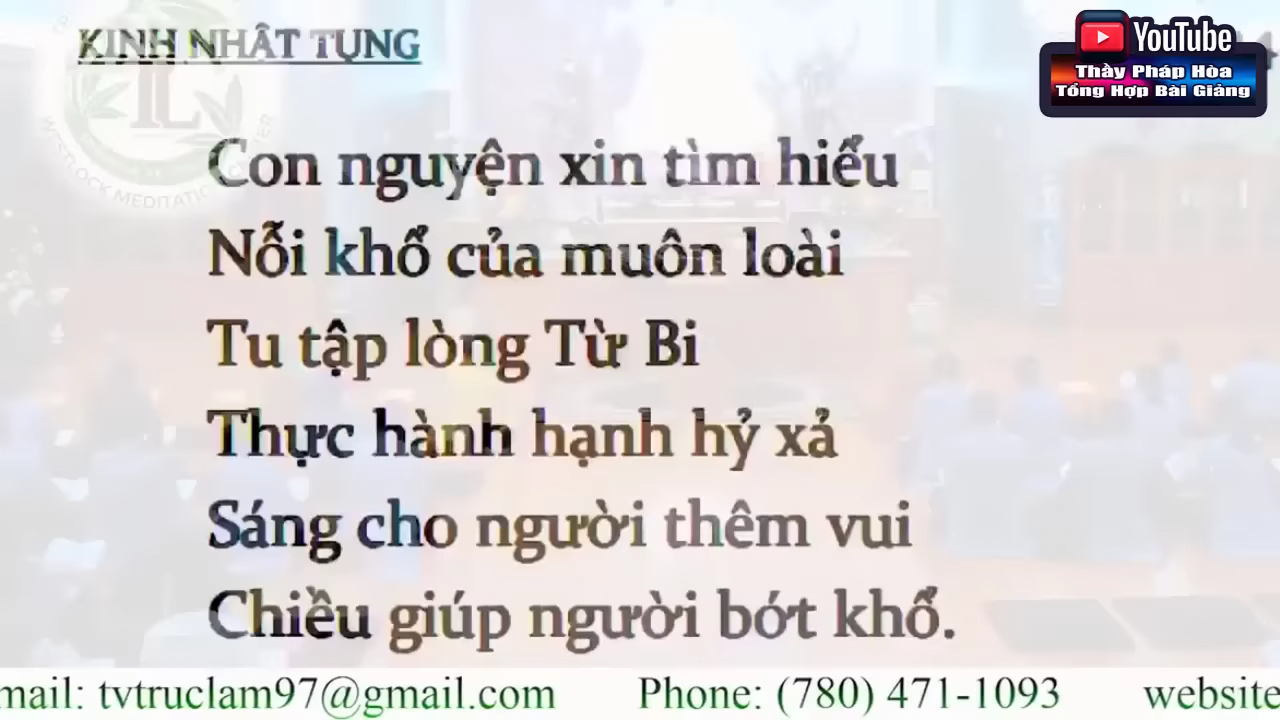 KINH NHẬT TỤNG
YouTube
Thầy Pháp Hòa
Tổng Hợp Bài Giảng
Con nguyện xin tìm hiểu
Nỗi khổ của muôn loài
Tu tập lòng Từ Bi
Thực hành hạnh hỷ xả
Sáng cho người thêm vui
Chiều giúp người bớt khổ.
mail: tvtruclam97@gmail.com Phone: (780) 471-1093 website